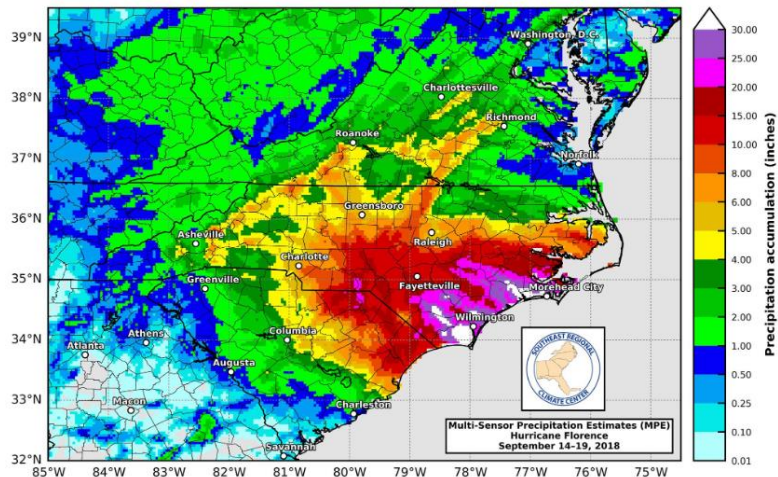 39°N
38°N
37°N
36°N
35°N
34°N
33°N
32°N
85°W
84°W
83°W
82°W
81°W
80°W
79°W
78°W
77°W
76°W
75°W
Washington, D.C.
Charlottesville
Richmond
Roanoke
Norfolk
Greensboro
Asheville
Raleigh
Charlotte
Greenville
Fayetteville
Morehead City
Wilmington
Columbia
Athens
Atlanta
Augusta
Macon
Charleston
Savannah
SOUTHEAST REGIONAL
CLIMATE CENTER
Multi-Sensor Precipitation Estimates (MPE)
Hurricane Florence
September 14-19, 2018
30.00
20.00
15.00
10.00
8.00
7.00
6.00
5.00
4.00
3.00
2.00
1.00
0.50
0.25
0.10
0.01
Precipitation accumulation (inches)